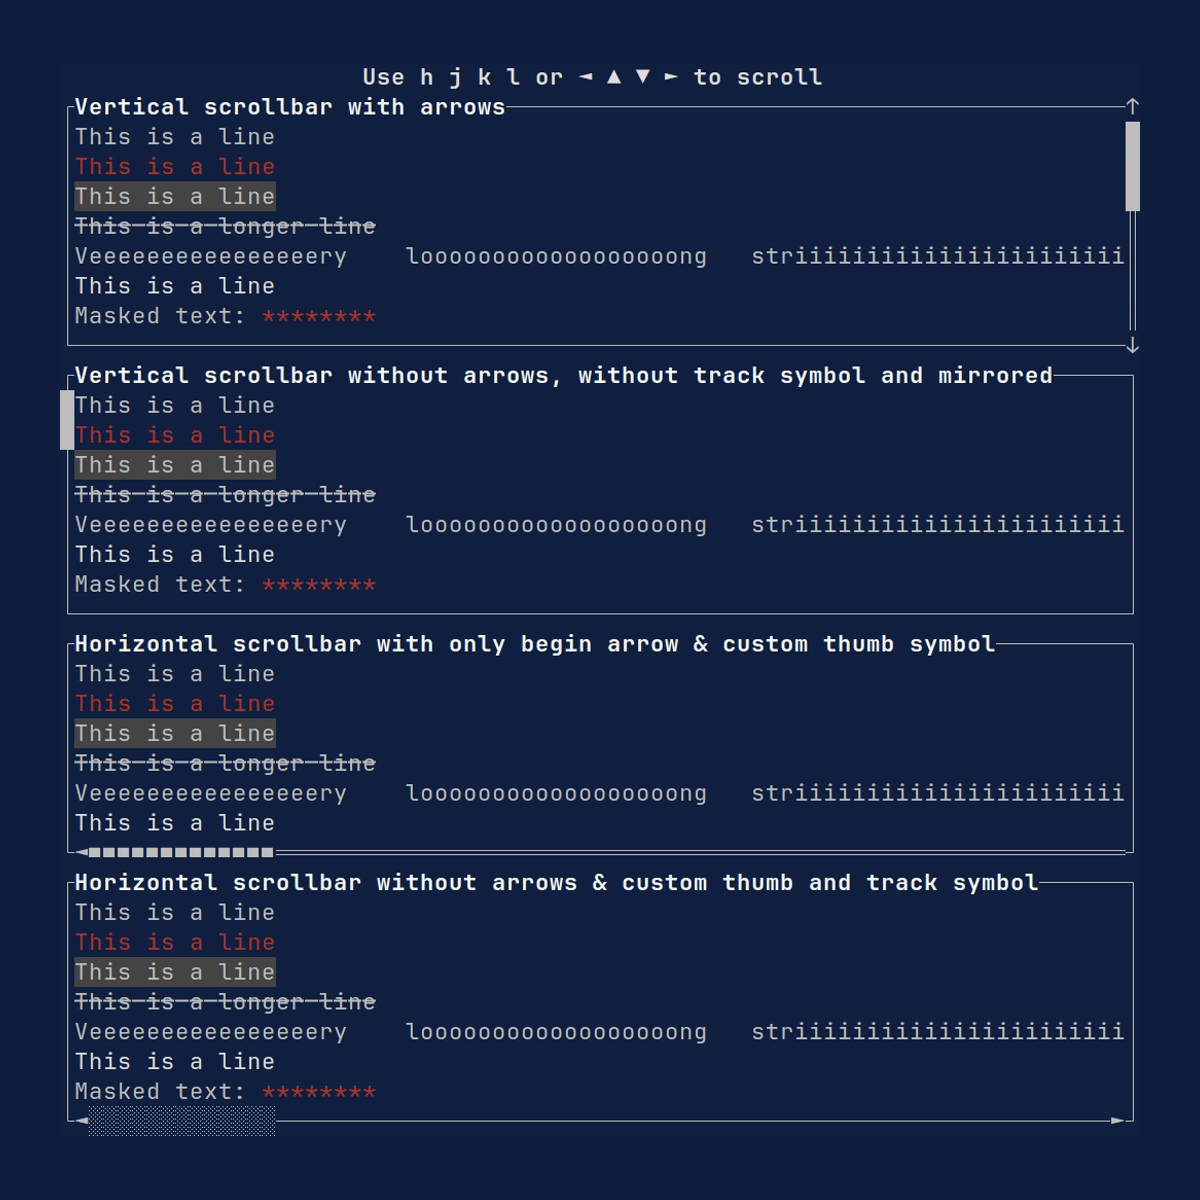 Use h j k l or ◄ ▲ ▼ ► to scroll
Vertical scrollbar with arrows
This is a line
This is a line
This is a line
This is a longer line
Veeeeeeeeeeeeeeeery    loooooooooooooooooong   striiiiiiiiiiiiiiiiiiiiiii
This is a line
Masked text: ********
Vertical scrollbar without arrows, without track symbol and mirrored
This is a line
This is a line
This is a line
This is a longer line
Veeeeeeeeeeeeeeeery    loooooooooooooooooong   striiiiiiiiiiiiiiiiiiiiiii
This is a line
Masked text: ********
Horizontal scrollbar with only begin arrow & custom thumb symbol
This is a line
This is a line
This is a line
This is a longer line
Veeeeeeeeeeeeeeeery    loooooooooooooooooong   striiiiiiiiiiiiiiiiiiiiiii
This is a line
Horizontal scrollbar without arrows & custom thumb and track symbol
This is a line
This is a line
This is a line
This is a longer line
Veeeeeeeeeeeeeeeery    loooooooooooooooooong   striiiiiiiiiiiiiiiiiiiiiii
This is a line
Masked text: ********